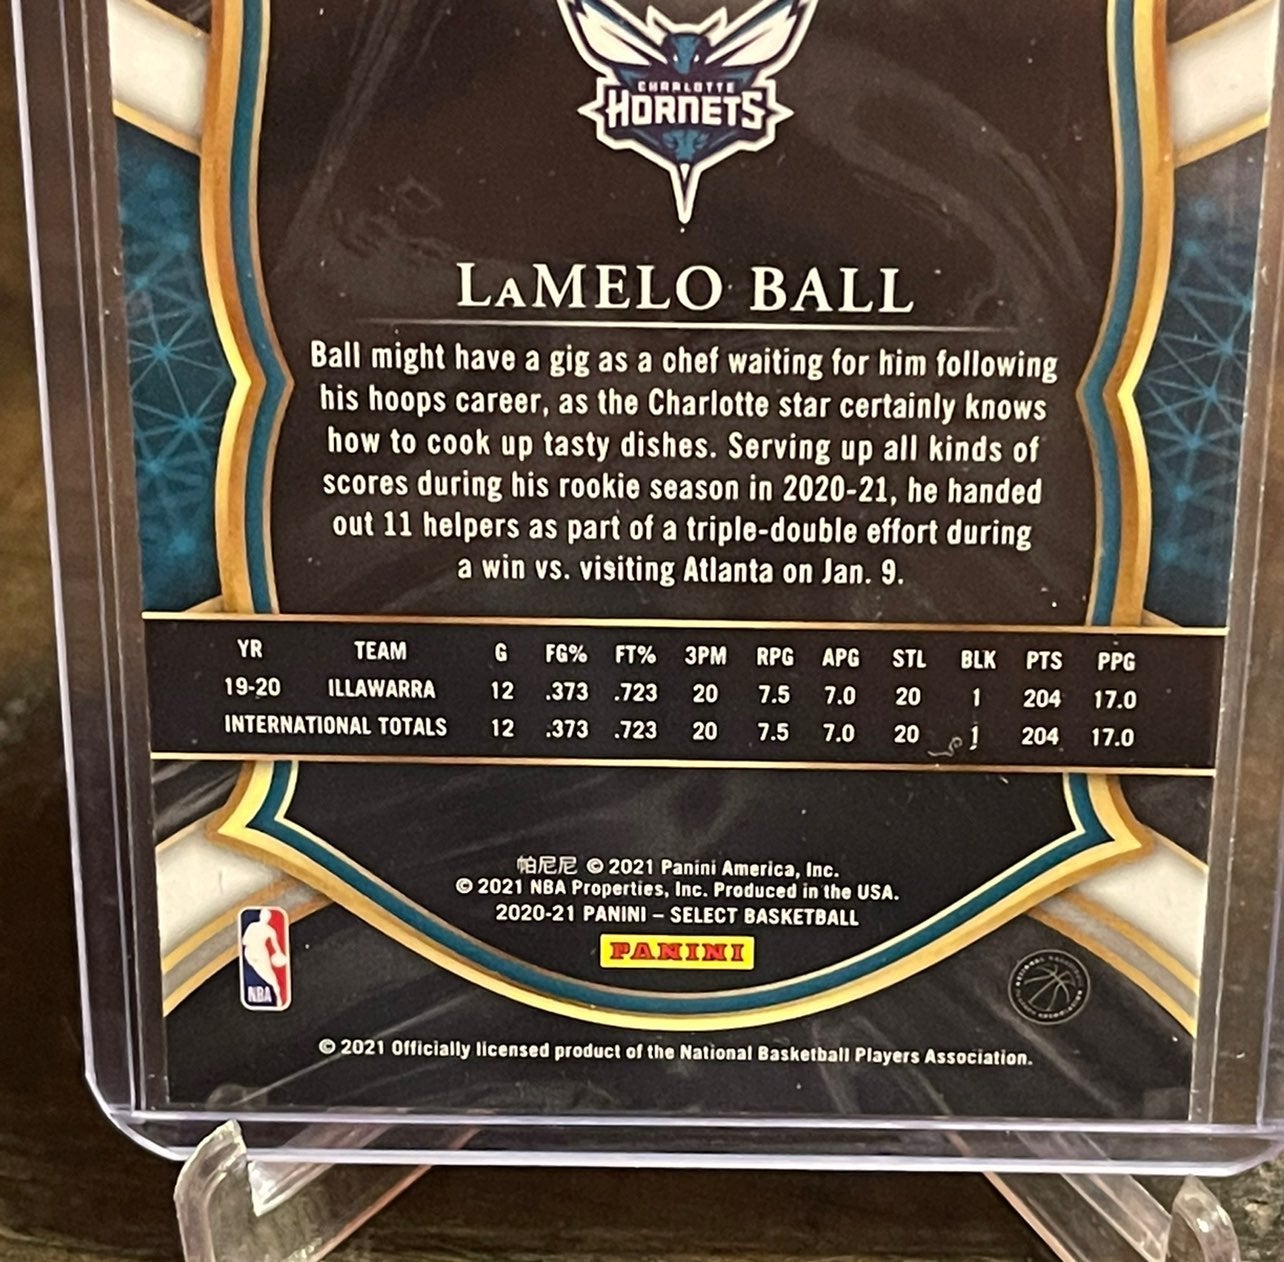 CHARLOTTE
HORNETS
LAMELO BALL
Ball might have a gig as a chef waiting for him following
his hoops career, as the Charlotte star certainly knows
how to cook up tasty dishes. Serving up all kinds of
scores during his rookie season in 2020-21, he handed
out 11 helpers as part of a triple-double effort during
a win vs. visiting Atlanta on Jan. 9.
YR TEAM G FG% FT% 3PM RPG APG STL BLK PTS PPG
19-20 ILLAWARRA 12 .373 .723 20 7.5 7.0 20 1 204 17.0
INTERNATIONAL TOTALS 12 .373 .723 20 7.5 7.0 20 1 204 17.0
帕尼尼 © 2021 Panini America, Inc.
© 2021 NBA Properties, Inc. Produced in the USA.
2020-21 PANINI – SELECT BASKETBALL
PANINI
NBA
© 2021 Officially licensed product of the National Basketball Players Association.